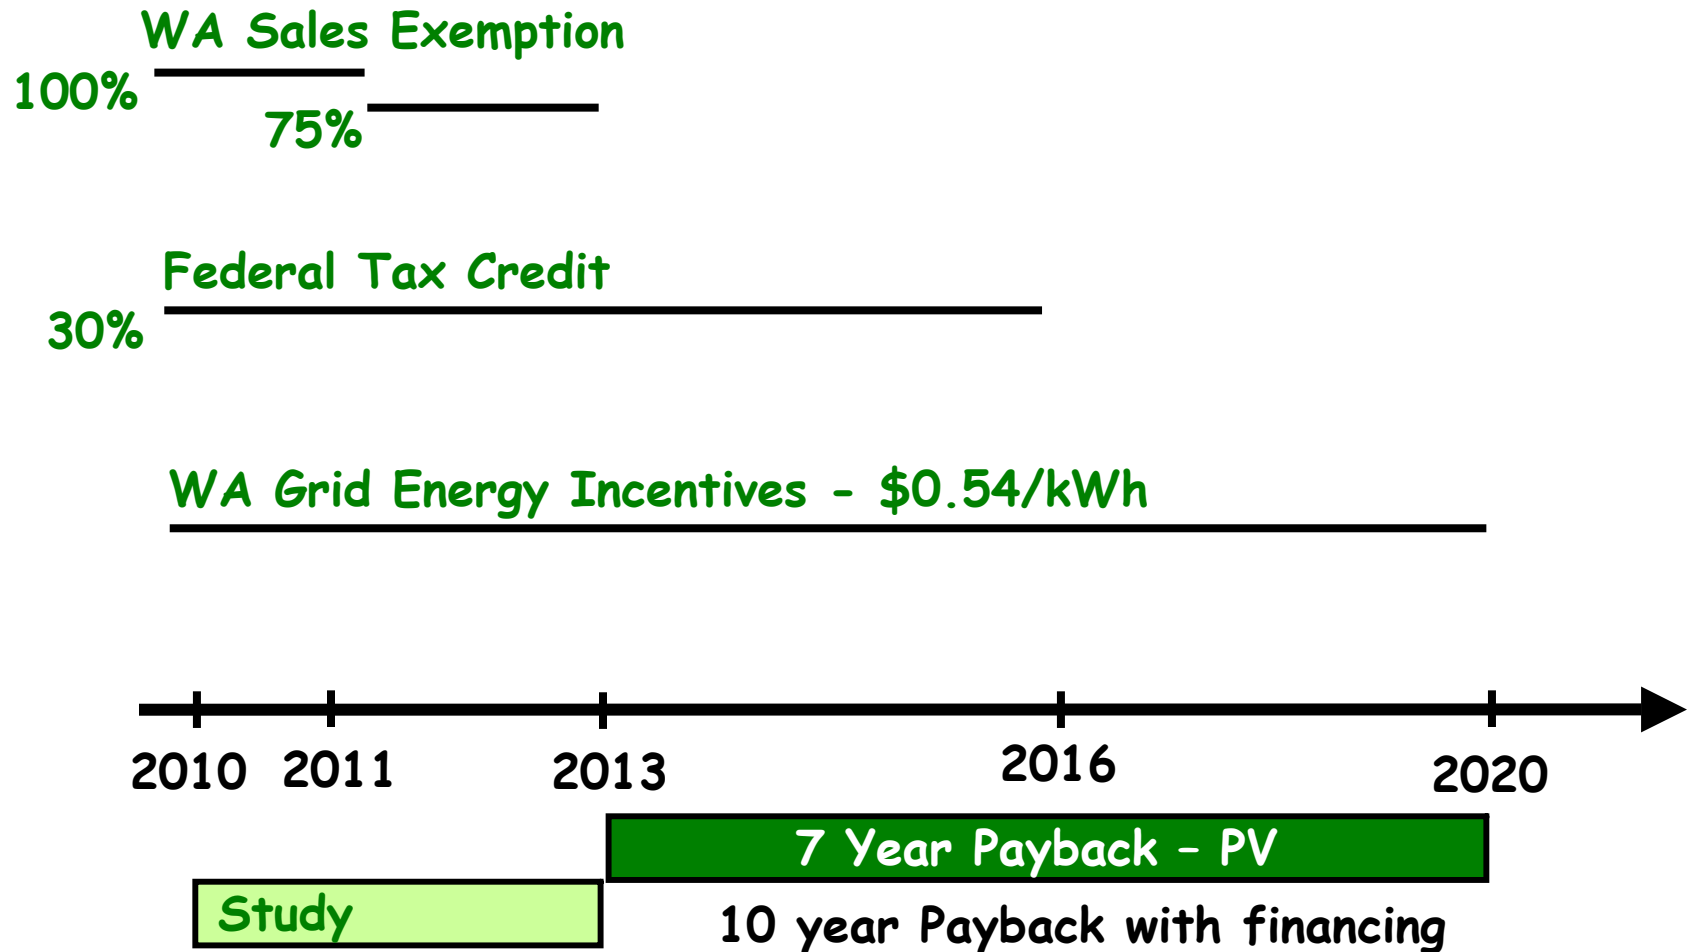 WA Sales Exemption
100%
75%
Federal Tax Credit
30%
WA Grid Energy Incentives - $0.54/kWh
2010 2011 2013 2016 2020
7 Year Payback – PV
Study
10 year Payback with financing